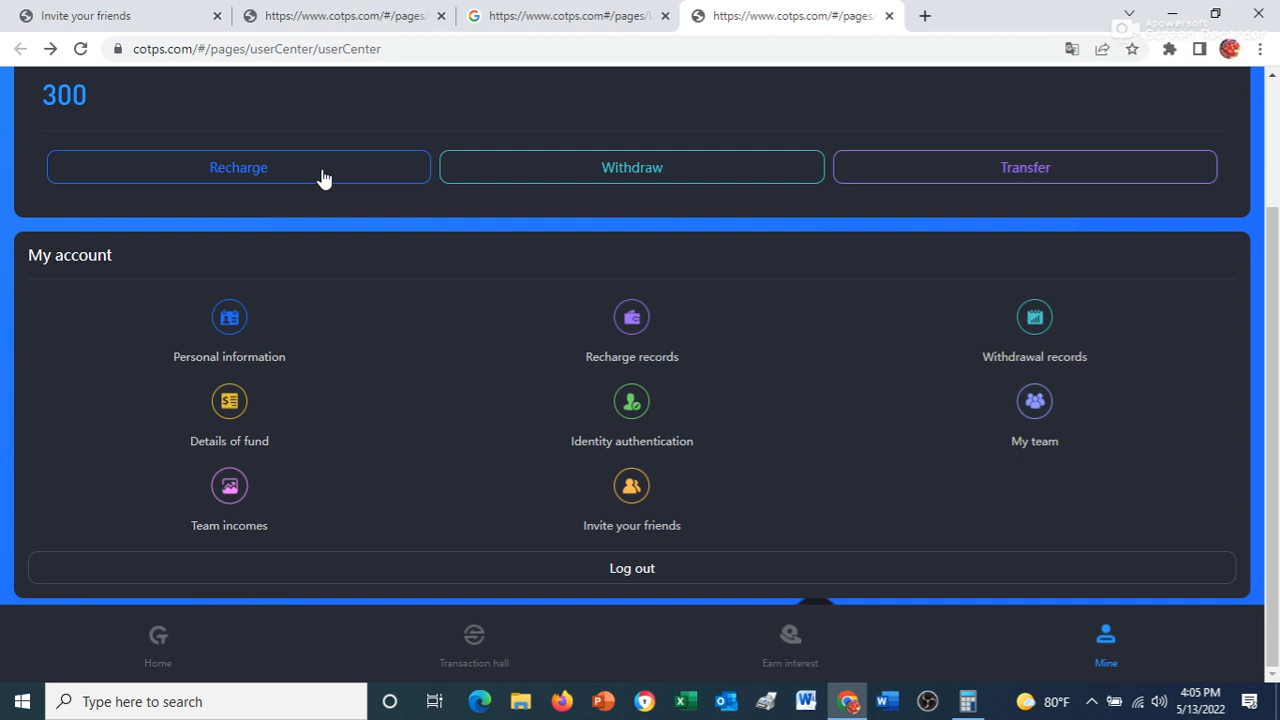 Invite your friends
https://www.cotps.com/#/pages/
https://www.cotps.com#/pages/
https://www.cotps.com/#/pages/
Apowersoft
Screen Recorder
cotps.com/#/pages/userCenter/userCenter
300
Recharge
Withdraw
Transfer
My account
Personal information
Recharge records
Withdrawal records
Details of fund
Identity authentication
My team
Team incomes
Invite your friends
Log out
Home
Transaction hall
Earn interest
Mine
Type here to search
80°F
4:05 PM
5/13/2022